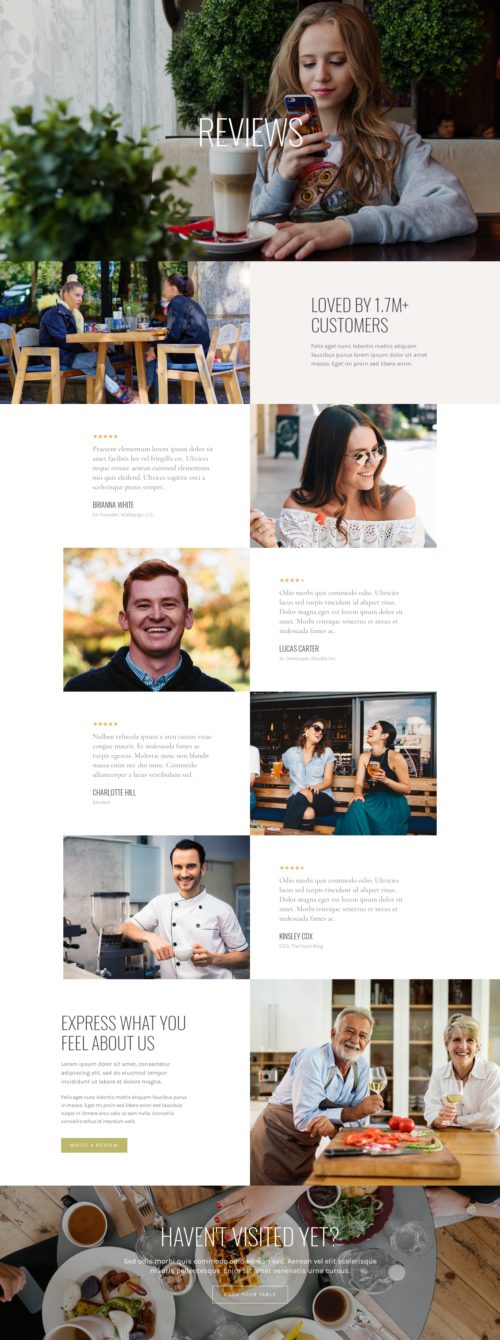 REVIEWS
LOVED BY 1.7M+
CUSTOMERS
Felis eget nunc lobortis mattis aliquam
faucibus purus lorem ipsum dolor sit amet
massa. Eget mi proin sed libero enim.
Praesent elementum lorem ipsum dolor sit
amet facilisis leo vel fringilla est. Ultrices
neque ornare aenean euismod elementum
nisi quis eleifend. Ultrices sagittis orci a
scelerisque purus semper.
BRIANNA WHITE
Co Founder, ArtDesign LLC.
Odio morbi quis commodo odio. Ultricies
lacus sed turpis tincidunt id aliquet risus.
Dolor magna eget est lorem ipsum dolor sit
amet. Morbi tristique senectus et netus et
malesuada fames ac.
LUCAS CARTER
Sr. Developer, Doodle Inc.
Nullam vehicula ipsum a arcu cursus vitae
congue mauris. Et malesuada fames ac
turpis egestas. Molestie nunc non blandit
massa enim nec dui nunc. Commodo
ullamcorper a lacus vestibulum sed.
CHARLOTTE HILL
Student
Odio morbi quis commodo odio. Ultricies
lacus sed turpis tincidunt id aliquet risus.
Dolor magna eget est lorem ipsum dolor sit
amet. Morbi tristique senectus et netus et
malesuada fames ac.
KINSLEY COX
CEO, The Food Blog
EXPRESS WHAT YOU
FEEL ABOUT US
Lorem ipsum dolor sit amet, consectetur
adipiscing elit, sed do eiusmod tempor
incididunt ut labore et dolore magna.
Felis eget nunc lobortis mattis aliquam faucibus purus
in massa. Eget mi proin sed libero enim sed faucibus
turpis in. Ornare arcu odio ut sem nulla. Convallis
convallis tellus id interdum velit.
WRITE A REVIEW
HAVEN'T VISITED YET?
Sed odio morbi quis commodo odio aenean sed. Aenean vel elit scelerisque
mauris pellentesque. Enim sit amet venenatis urna cursus.
BOOK YOUR TABLE